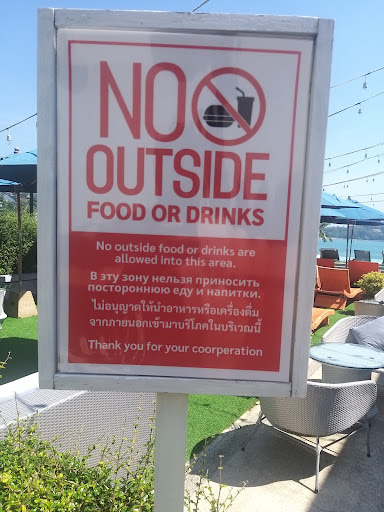 NO
OUTSIDE
FOOD OR DRINKS
No outside food or drinks are
allowed into this area.
В эту зону нельзя приносить
постороннюю еду и напитки.
ไม่อนุญาตให้นำอาหารหรือเครื่องดื่ม
จากภายนอกเข้ามาบริโภคในบริเวณนี้
Thank you for your coorperation